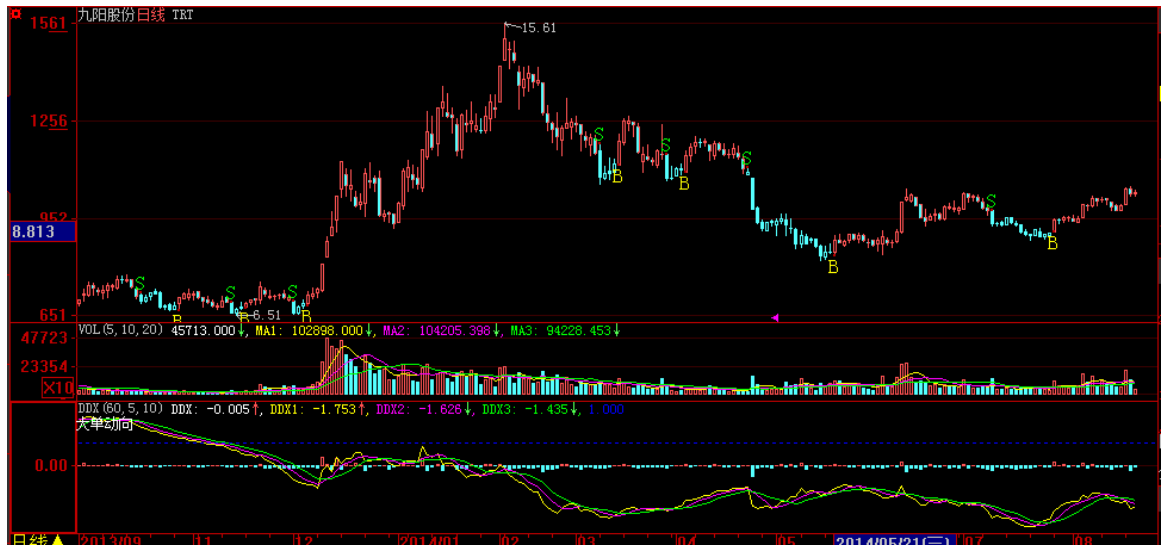 九阳股份日线 TRT
1561
15.61
1256
952
8.813
651
S
S
S
S
S
S
S
B
B
B
B
B
B
B
6.51
VOL(5,10,20) 45713.000↓, MA1: 102898.000↓, MA2: 104205.398↓, MA3: 94228.453↓
47723
23354
X10
DDX(60,5,10) DDX: -0.005↑, DDX1: -1.753↑, DDX2: -1.626↓, DDX3: -1.435↓, 1.000
大单动向
0.00
日线▲ 2013/09 11 12 2014/01 02 03 04 05 2014/05/21(三) 07 08